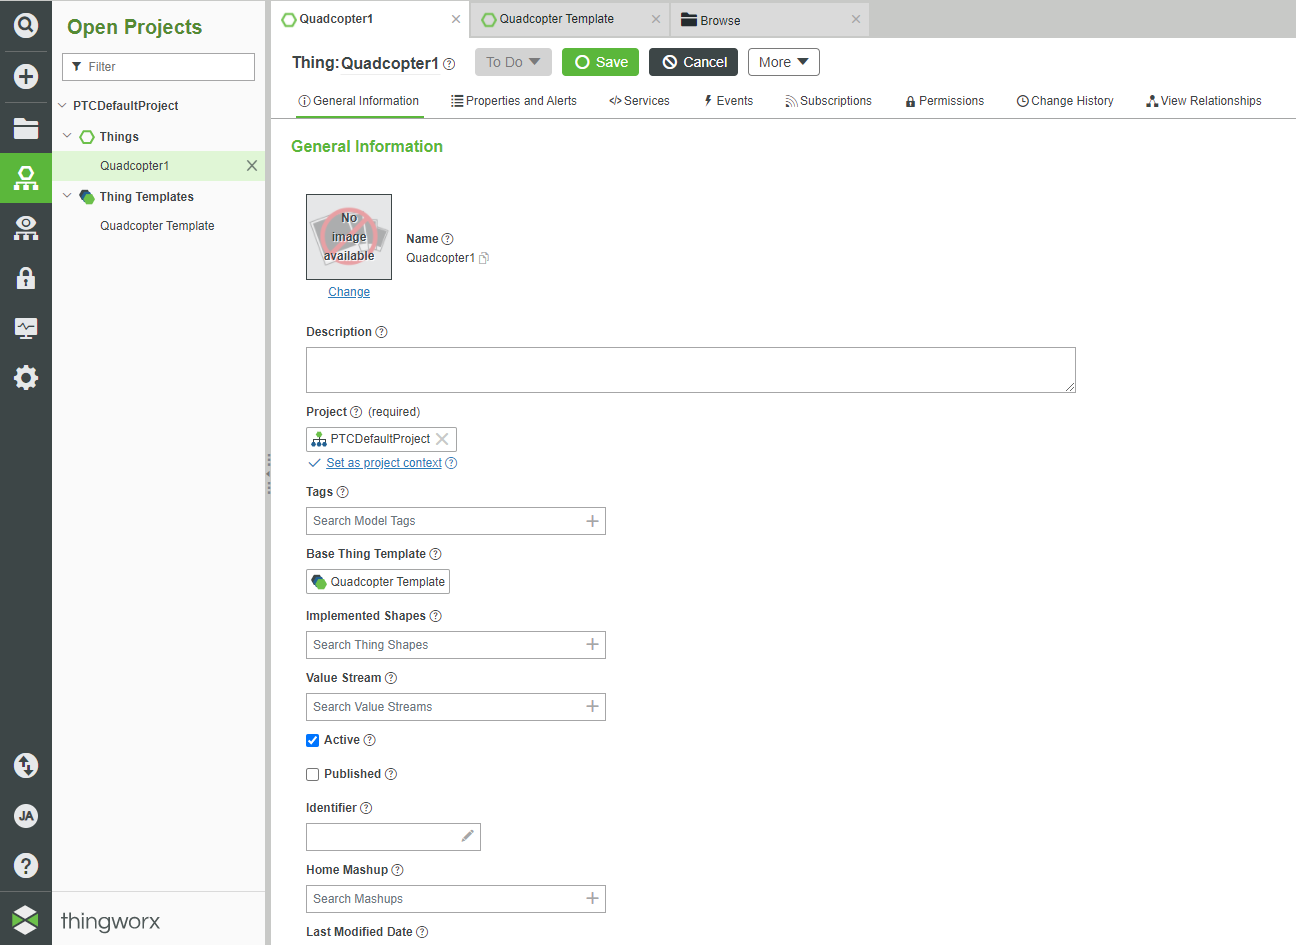 Open Projects
Filter
PTCDefaultProject
Things
Quadcopter1
Thing Templates
Quadcopter Template
JA
?
thingworx
Quadcopter1
Quadcopter Template
Browse
Thing: Quadcopter1 ?
To Do
Save
Cancel
More
General Information
Properties and Alerts
Services
Events
Subscriptions
Permissions
Change History
View Relationships
General Information
No
image
available
Change
Name ?
Quadcopter1
Description ?
Project ? (required)
PTCDefaultProject
Set as project context ?
Tags ?
Search Model Tags
Base Thing Template ?
Quadcopter Template
Implemented Shapes ?
Search Thing Shapes
Value Stream ?
Search Value Streams
Active ?
Published ?
Identifier ?
Home Mashup ?
Search Mashups
Last Modified Date ?